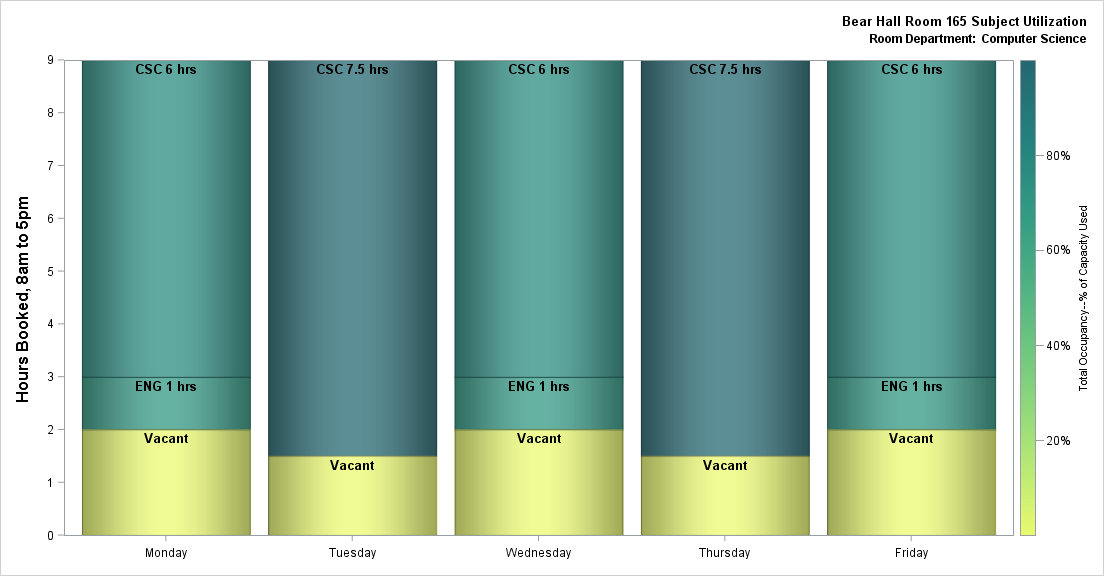 Bear Hall Room 165 Subject Utilization
Room Department: Computer Science
Hours Booked, 8am to 5pm
9
8
7
6
5
4
3
2
1
0
CSC 6 hrs
ENG 1 hrs
Vacant
CSC 7.5 hrs
Vacant
CSC 6 hrs
ENG 1 hrs
Vacant
CSC 7.5 hrs
Vacant
CSC 6 hrs
ENG 1 hrs
Vacant
Monday
Tuesday
Wednesday
Thursday
Friday
80%
60%
40%
20%
Total Occupancy--% of Capacity Used